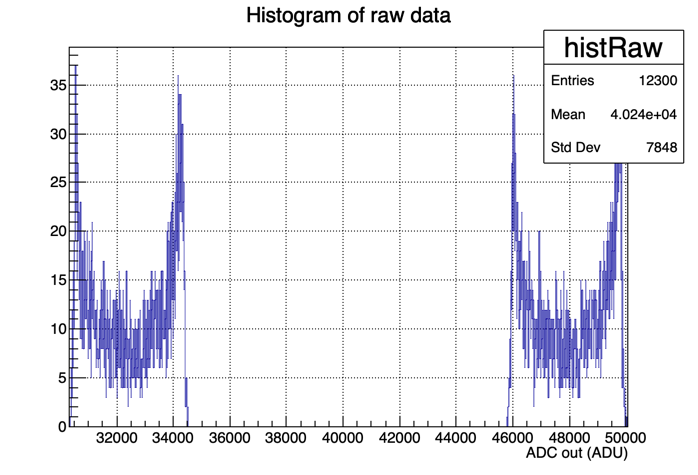 Histogram of raw data
histRaw
Entries 12300
Mean 4.024e+04
Std Dev 7848
35
30
25
20
15
10
5
0
32000 34000 36000 38000 40000 42000 44000 46000 48000 50000
ADC out (ADU)